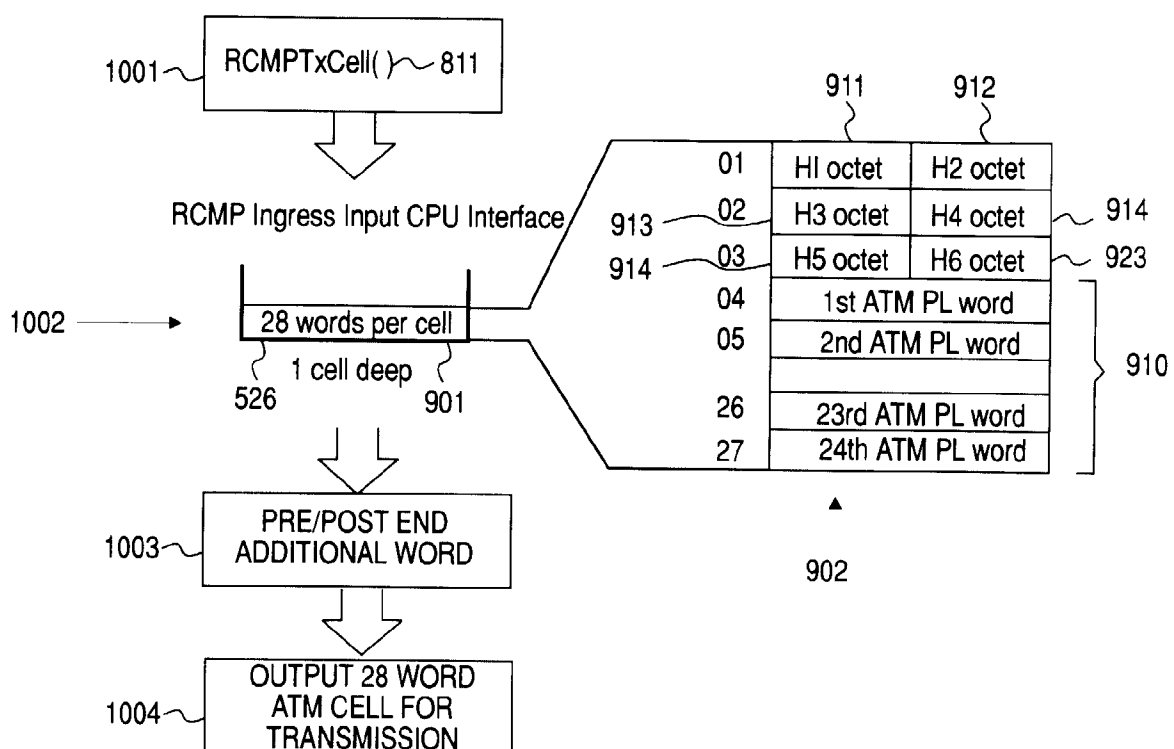 1001
RCMPTxCell( )
811
RCMP Ingress Input CPU Interface
1002
28 words per cell
1 cell deep
526
901
1003
PRE/POST END
ADDITIONAL WORD
1004
OUTPUT 28 WORD
ATM CELL FOR
TRANSMISSION
911
912
01
H1 octet
H2 octet
913
02
H3 octet
H4 octet
914
914
03
H5 octet
H6 octet
923
04
1st ATM PL word
05
2nd ATM PL word
910
26
23rd ATM PL word
27
24th ATM PL word
902